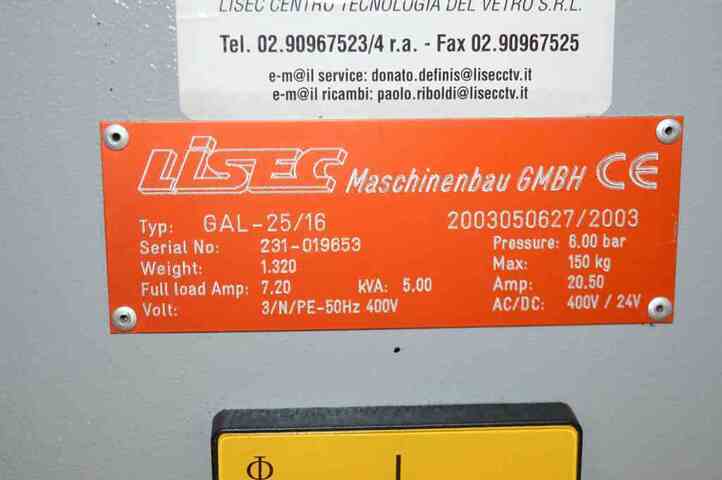 LISEC CENTRO TECNOLOGIA DEL VETRO S.R.L.
Tel. 02.90967523/4 r.a. - Fax 02.90967525
e-m@il service: donato.definis@lisecctv.it
e-m@il ricambi: paolo.riboldi@lisecctv.it
LiSEC Maschinenbau GMBH CE
Typ: GAL-25/16 2003050627/2003
Serial No: 231-019653 Pressure: 6.00 bar
Weight: 1.320 Max: 150 kg
Full load Amp: 7,20 kVA: 5.00 Amp: 20.50
Volt: 3/N/PE-50Hz 400V AC/DC: 400V / 24V
Φ